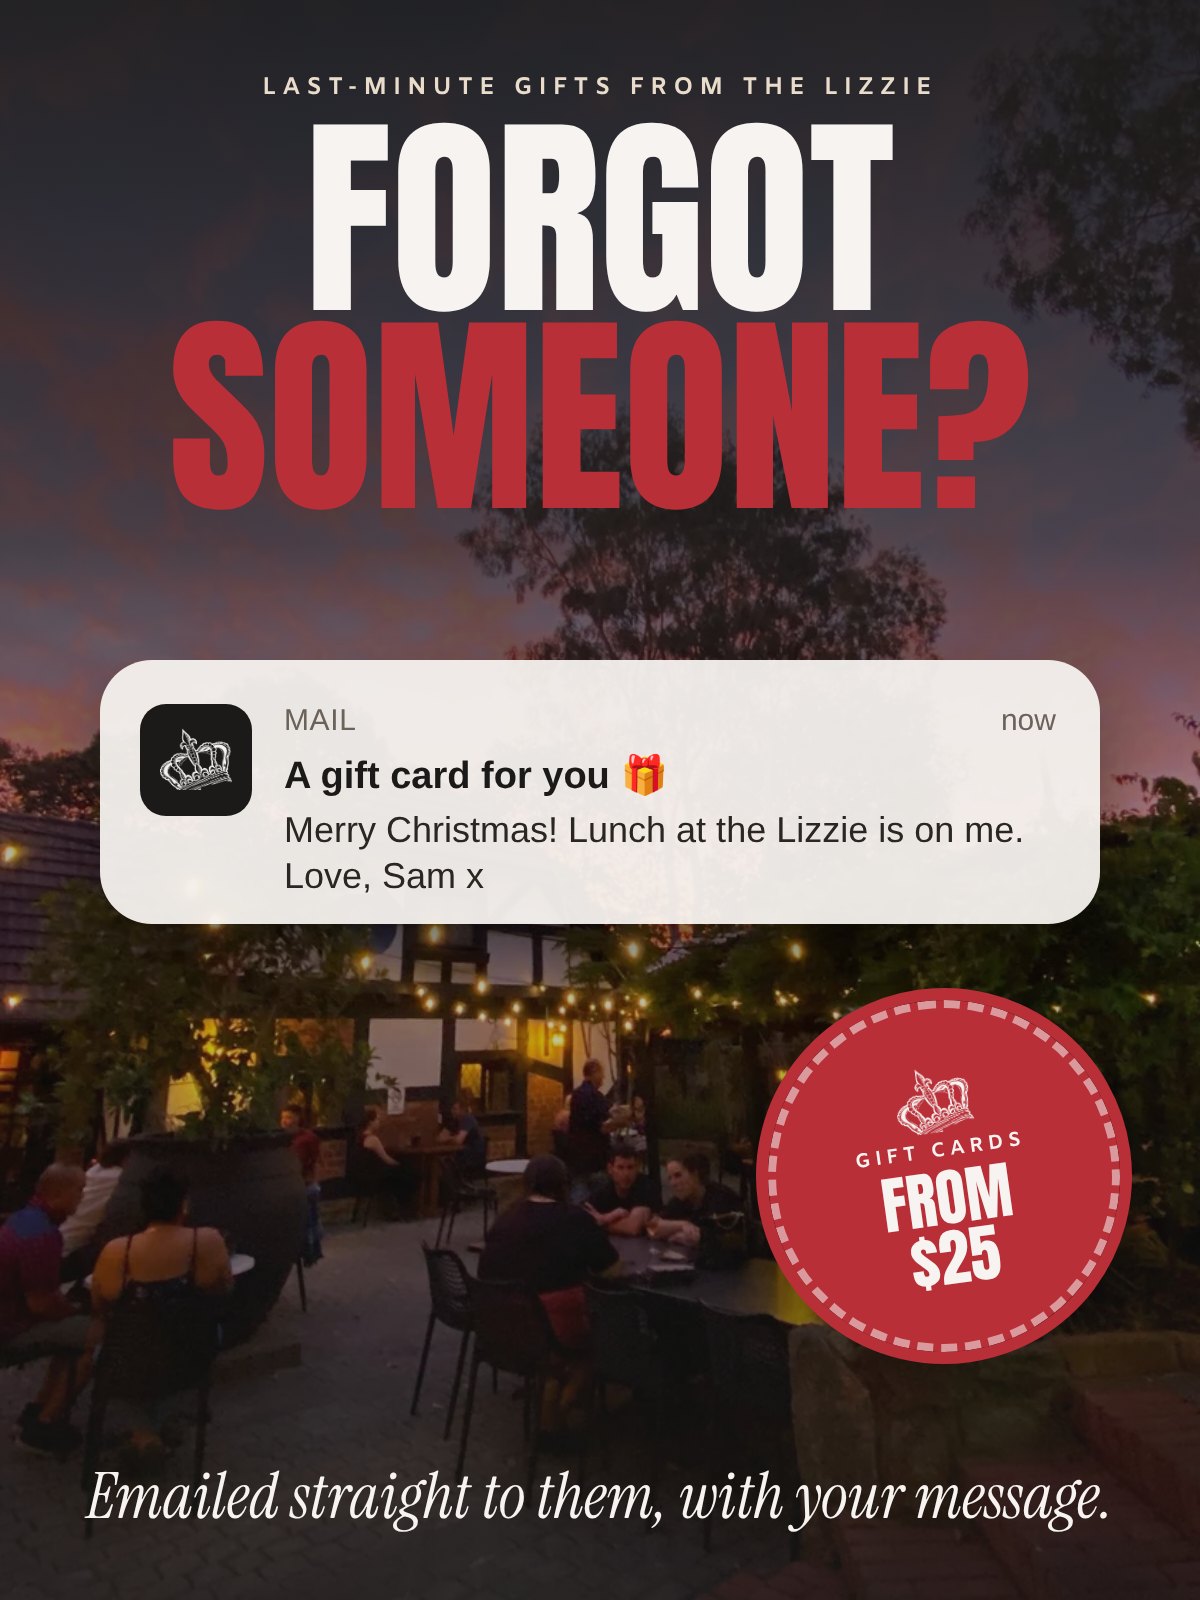 LAST-MINUTE GIFTS FROM THE LIZZIE
FORGOT
SOMEONE?
MAIL
now
A gift card for you 🎁
Merry Christmas! Lunch at the Lizzie is on me.
Love, Sam x
GIFT CARDS
FROM
$25
Emailed straight to them, with your message.